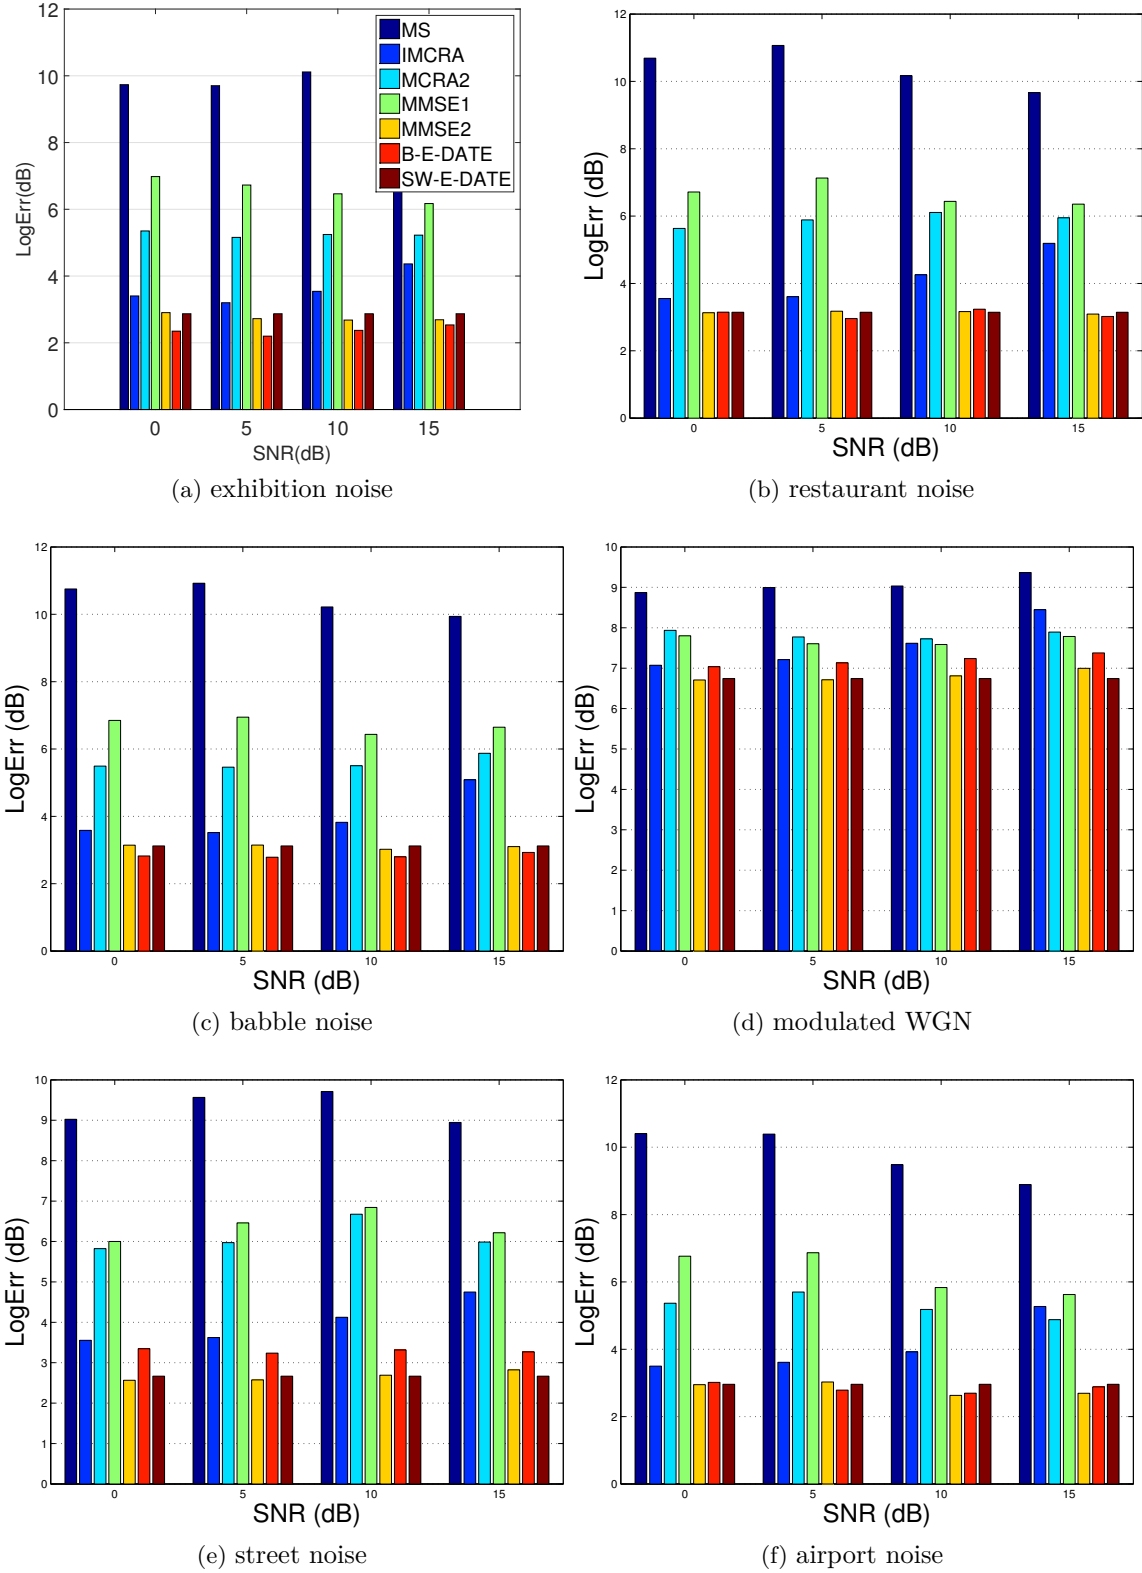 12
10
8
6
4
2
0
LogErr(dB)
MS
IMCRA
MCRA2
MMSE1
MMSE2
B-E-DATE
SW-E-DATE
0 5 10 15
SNR(dB)
(a) exhibition noise
12
10
8
6
4
2
0
LogErr (dB)
0 5 10 15
SNR (dB)
(b) restaurant noise
12
10
8
6
4
2
0
LogErr (dB)
0 5 10 15
SNR (dB)
(c) babble noise
10
9
8
7
6
5
4
3
2
1
0
LogErr (dB)
0 5 10 15
SNR (dB)
(d) modulated WGN
10
9
8
7
6
5
4
3
2
1
0
LogErr (dB)
0 5 10 15
SNR (dB)
(e) street noise
12
10
8
6
4
2
0
LogErr (dB)
0 5 10 15
SNR (dB)
(f) airport noise